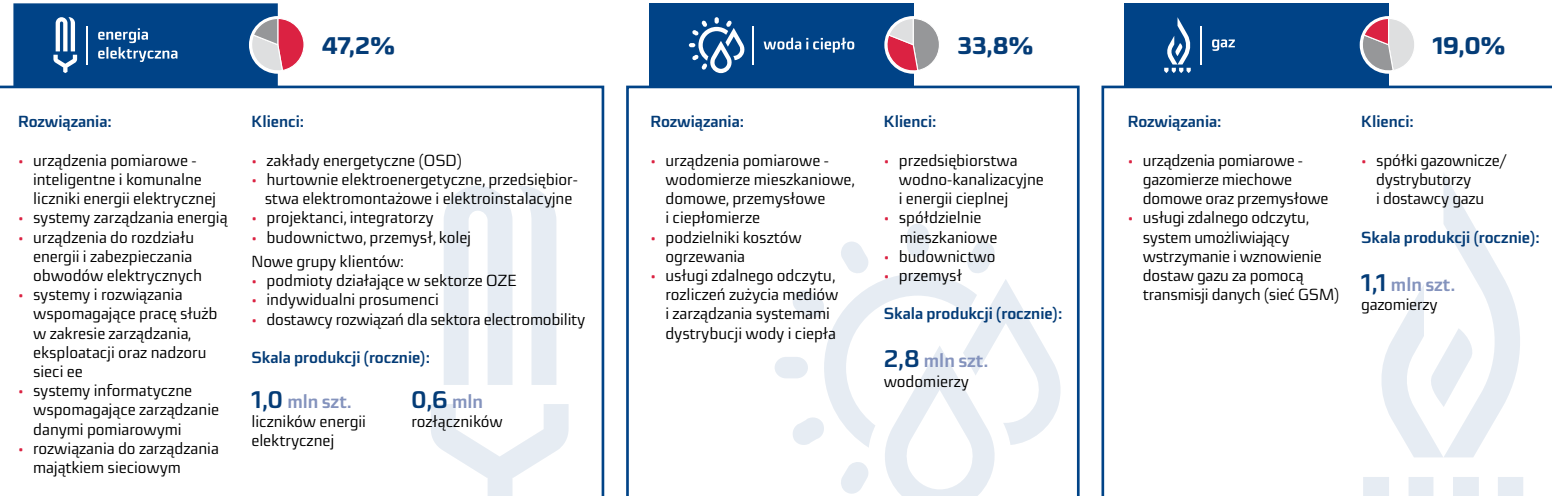 energia
elektryczna
47,2%
Rozwiązania:
• urządzenia pomiarowe -
inteligentne i komunalne
liczniki energii elektrycznej
• systemy zarządzania energią
• urządzenia do rozdziału
energii i zabezpieczania
obwodów elektrycznych
• systemy i rozwiązania
wspomagające pracę służb
w zakresie zarządzania,
eksploatacji oraz nadzoru
sieci ee
• systemy informatyczne
wspomagające zarządzanie
danymi pomiarowymi
• rozwiązania do zarządzania
majątkiem sieciowym
Klienci:
• zakłady energetyczne (OSD)
• hurtownie elektroenergetyczne, przedsiębior-
stwa elektromontażowe i elektroinstalacyjne
• projektanci, integratorzy
• budownictwo, przemysł, kolej
Nowe grupy klientów:
• podmioty działające w sektorze OZE
• indywidualni prosumenci
• dostawcy rozwiązań dla sektora electromobility
Skala produkcji (rocznie):
1,0 mln szt.
liczników energii
elektrycznej
0,6 mln
rozłączników
woda i ciepło
33,8%
Rozwiązania:
• urządzenia pomiarowe -
wodomierze mieszkaniowe,
domowe, przemysłowe
i ciepłomierze
• podzielniki kosztów
ogrzewania
• usługi zdalnego odczytu,
rozliczeń zużycia mediów
i zarządzania systemami
dystrybucji wody i ciepła
Klienci:
• przedsiębiorstwa
wodno-kanalizacyjne
i energii cieplnej
• spółdzielnie
mieszkaniowe
• budownictwo
• przemysł
Skala produkcji (rocznie):
2,8 mln szt.
wodomierzy
gaz
19,0%
Rozwiązania:
• urządzenia pomiarowe -
gazomierze miechowe
domowe oraz przemysłowe
• usługi zdalnego odczytu,
system umożliwiający
wstrzymanie i wznowienie
dostaw gazu za pomocą
transmisji danych (sieć GSM)
Klienci:
• spółki gazownicze/
dystrybutorzy
i dostawcy gazu
Skala produkcji (rocznie):
1,1 mln szt.
gazomierzy